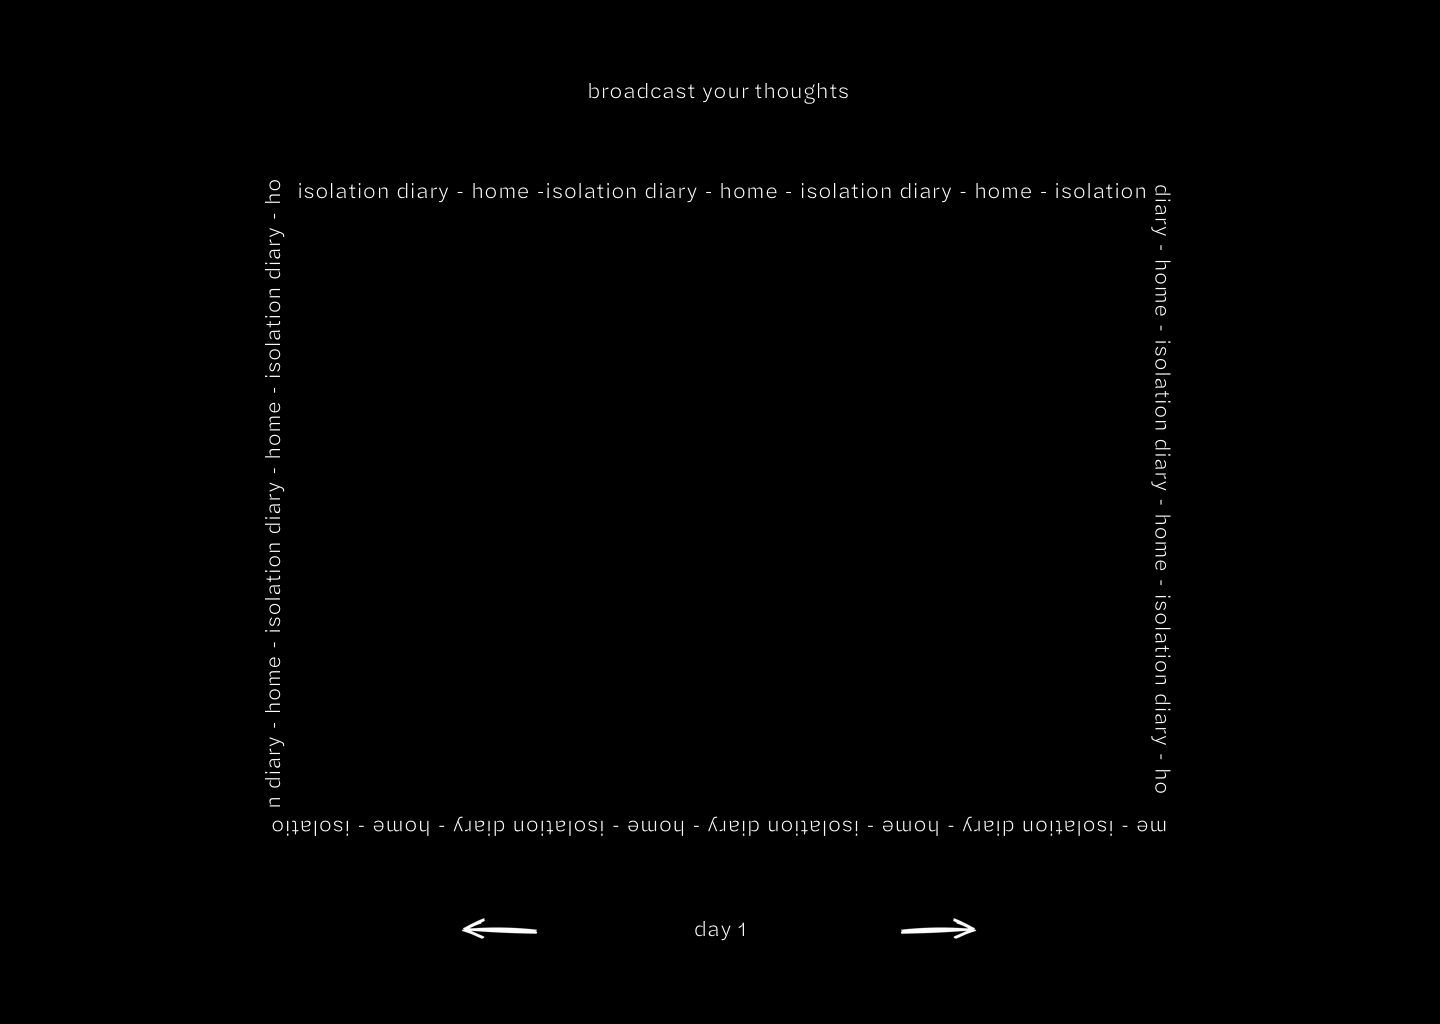 broadcast your thoughts
isolation diary - home -isolation diary - home - isolation diary - home - isolation
diary - home - isolation diary - home - isolation diary - ho
me - isolation diary - home - isolation diary - home - isolation diary - home - isolatio
n diary - home - isolation diary - home - isolation diary - ho
day 1